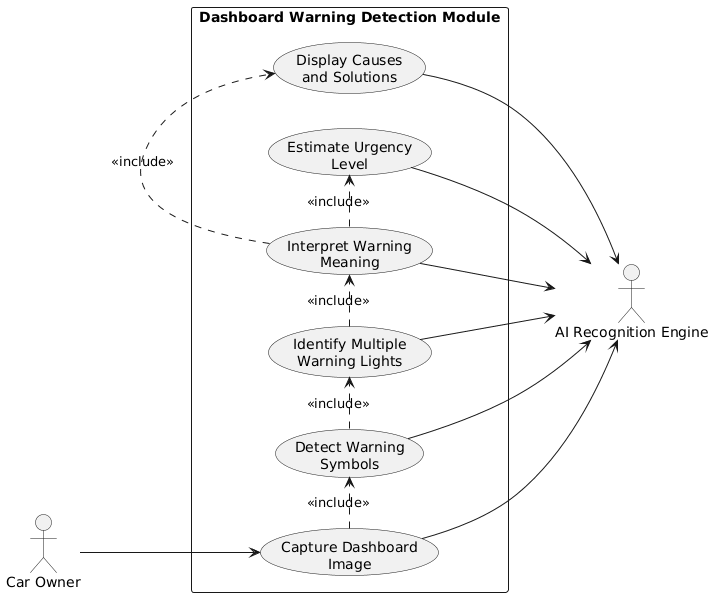 Dashboard Warning Detection Module
Display Causes
and Solutions
Estimate Urgency
Level
«include»
«include»
Interpret Warning
Meaning
«include»
Identify Multiple
Warning Lights
AI Recognition Engine
«include»
Detect Warning
Symbols
«include»
Capture Dashboard
Image
Car Owner